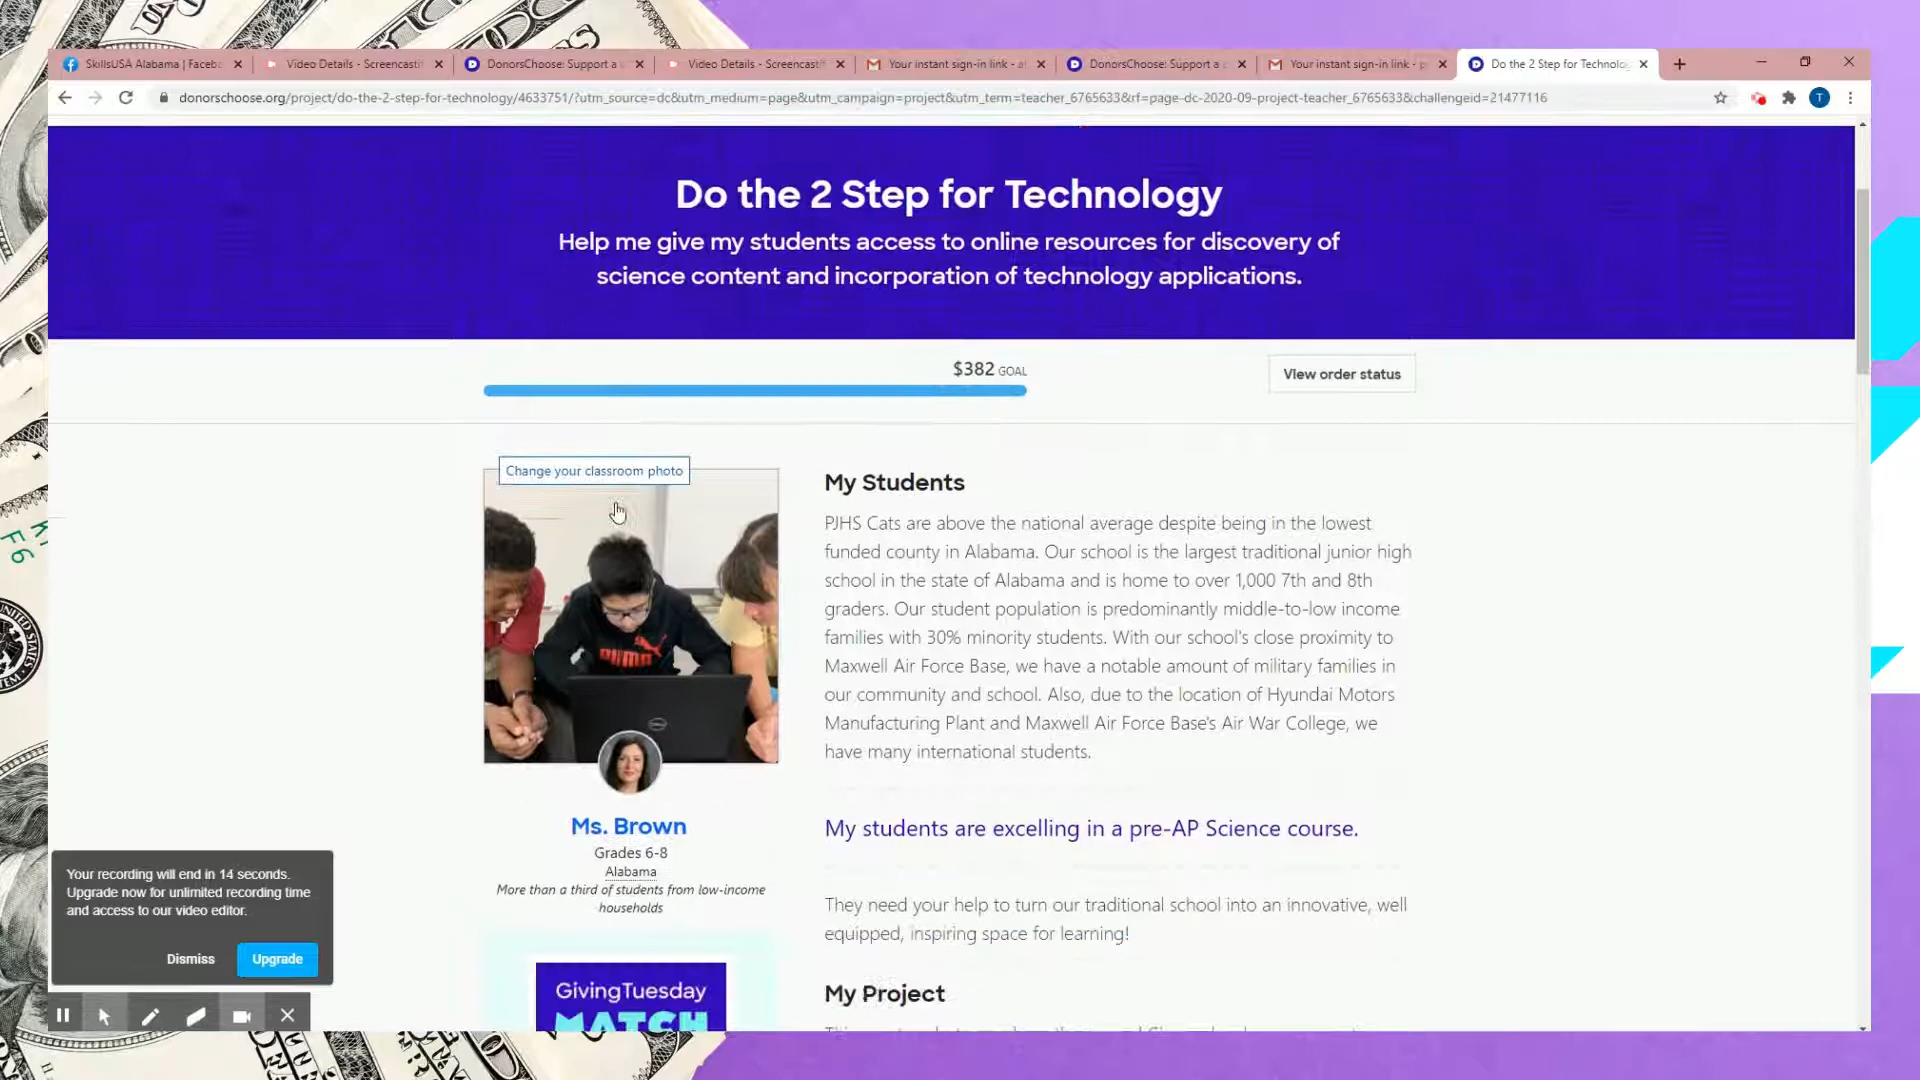 SkillsUSA Alabama | Faceb
Video Details - Screencastif
DonorsChoose: Support a
Video Details - Screencastif
Your instant sign-in link - a
DonorsChoose: Support a
Your instant sign-in link - p
Do the 2 Step for Technolog
donorschoose.org/project/do-the-2-step-for-technology/4633751/?utm_source=dc&utm_medium=page&utm_campaign=project&utm_term=teacher_6765633&rf=page-dc-2020-09-project-teacher_6765633&challengeid=21477116
T
Do the 2 Step for Technology
Help me give my students access to online resources for discovery of
science content and incorporation of technology applications.
$382 GOAL
View order status
Change your classroom photo
PUMA
DELL
Ms. Brown
Grades 6-8
Alabama
More than a third of students from low-income
households
GivingTuesday
MATCH
My Students
PJHS Cats are above the national average despite being in the lowest
funded county in Alabama. Our school is the largest traditional junior high
school in the state of Alabama and is home to over 1,000 7th and 8th
graders. Our student population is predominantly middle-to-low income
families with 30% minority students. With our school's close proximity to
Maxwell Air Force Base, we have a notable amount of military families in
our community and school. Also, due to the location of Hyundai Motors
Manufacturing Plant and Maxwell Air Force Base's Air War College, we
have many international students.
My students are excelling in a pre-AP Science course.
They need your help to turn our traditional school into an innovative, well
equipped, inspiring space for learning!
My Project
Your recording will end in 14 seconds.
Upgrade now for unlimited recording time
and access to our video editor.
Dismiss
Upgrade
F6